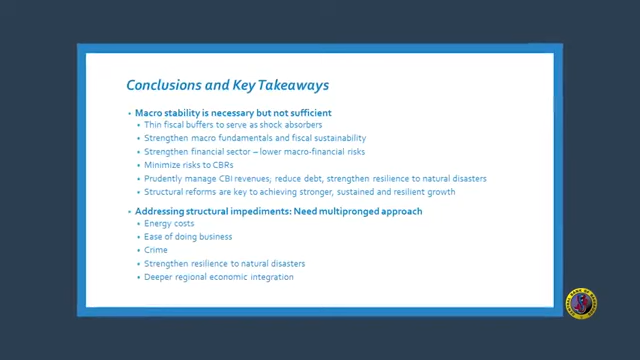 Conclusions and Key Takeaways
• Macro stability is necessary but not sufficient
• Thin fiscal buffers to serve as shock absorbers
• Strengthen macro fundamentals and fiscal sustainability
• Strengthen financial sector – lower macro-financial risks
• Minimize risks to CBRs
• Prudently manage CBI revenues; reduce debt, strengthen resilience to natural disasters
• Structural reforms are key to achieving stronger, sustained and resilient growth
• Addressing structural impediments: Need multipronged approach
• Energy costs
• Ease of doing business
• Crime
• Strengthen resilience to natural disasters
• Deeper regional economic integration